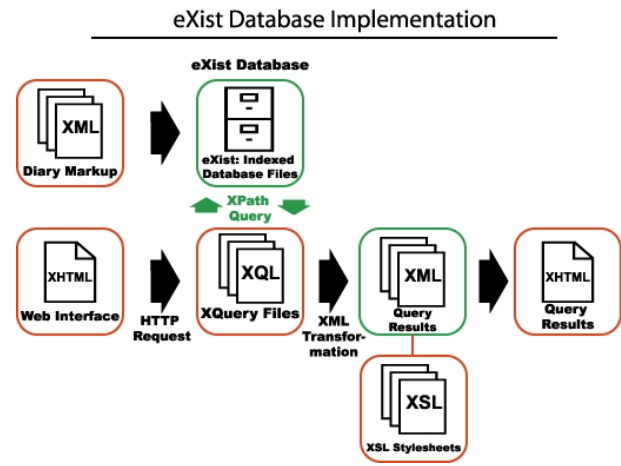 eXist Database Implementation
eXist Database
XML
Diary Markup
eXist: Indexed
Database Files
XPath
Query
XHTML
Web Interface
HTTP
Request
XQL
XQuery Files
XML
Transfor-
mation
XML
Query
Results
XHTML
Query
Results
XSL
XSL Stylesheets